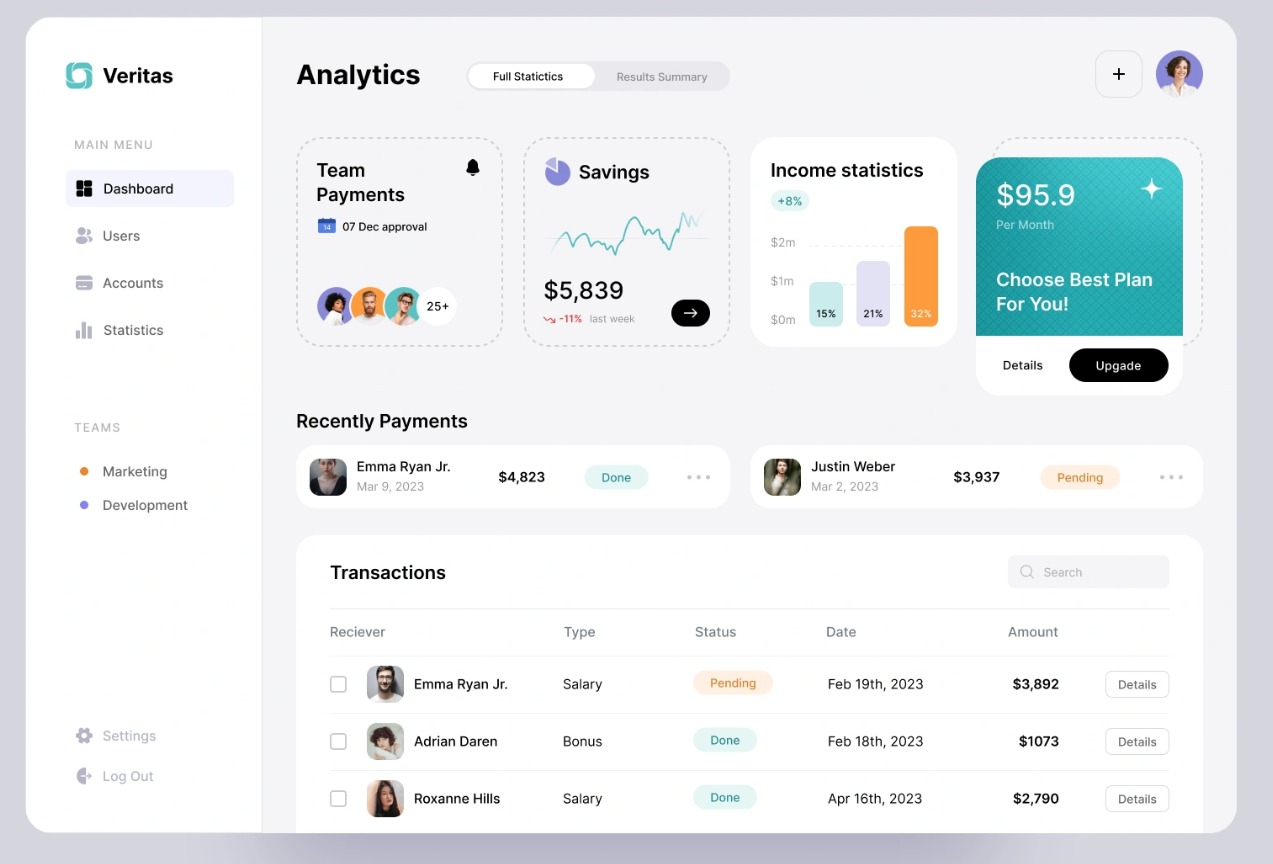 Veritas
MAIN MENU
Dashboard
Users
Accounts
Statistics
TEAMS
Marketing
Development
Settings
Log Out
Analytics
Full Statictics
Results Summary
Team
Payments
14
07 Dec approval
25+
Savings
$5,839
-11% last week
Income statistics
+8%
$2m
$1m
$0m
15%
21%
32%
$95.9
Per Month
Choose Best Plan
For You!
Details
Upgade
Recently Payments
Emma Ryan Jr.
Mar 9, 2023
$4,823
Done
Justin Weber
Mar 2, 2023
$3,937
Pending
Transactions
Search
Reciever Type Status Date Amount
Emma Ryan Jr. Salary Pending Feb 19th, 2023 $3,892 Details
Adrian Daren Bonus Done Feb 18th, 2023 $1073 Details
Roxanne Hills Salary Done Apr 16th, 2023 $2,790 Details